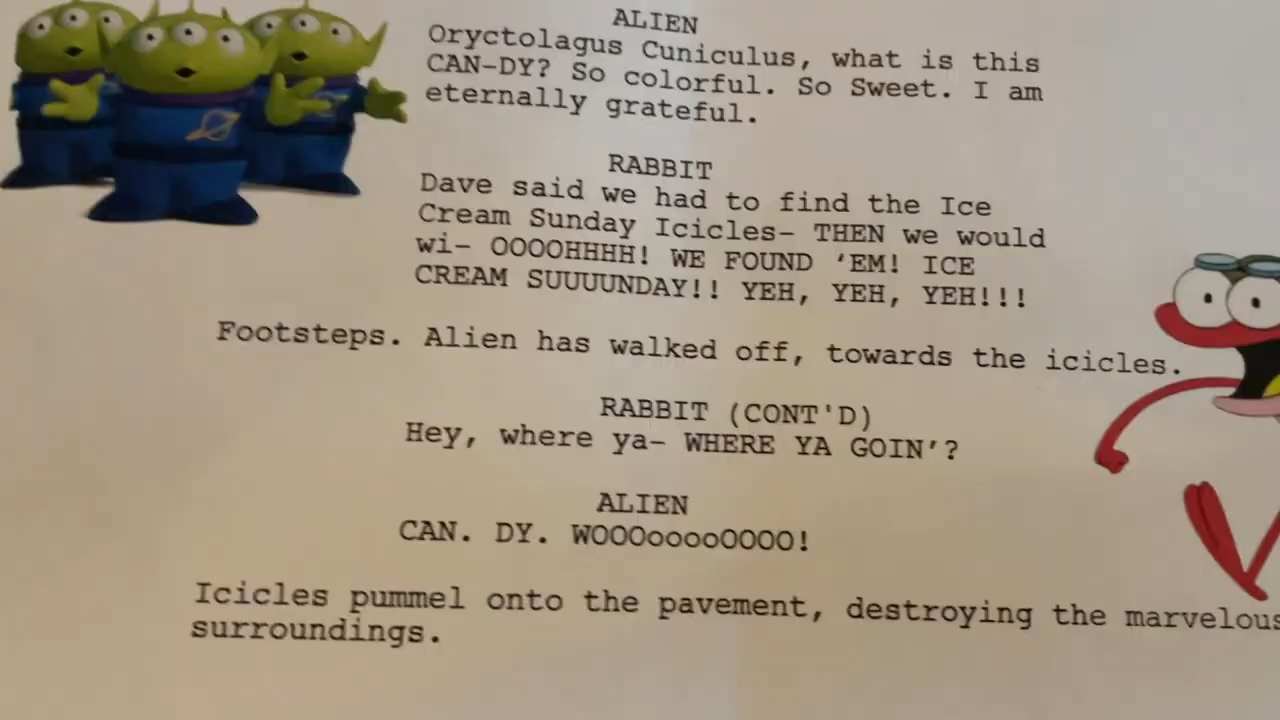 ALIEN
Oryctolagus Cuniculus, what is this
CAN-DY? So colorful. So Sweet. I am
eternally grateful.
RABBIT
Dave said we had to find the Ice
Cream Sunday Icicles- THEN we would
wi- OOOOHHHH! WE FOUND ‘EM! ICE
CREAM SUUUUNDAY!! YEH, YEH, YEH!!!
Footsteps. Alien has walked off, towards the icicles.
RABBIT (CONT'D)
Hey, where ya- WHERE YA GOIN’?
ALIEN
CAN. DY. WOOOooooOOOO!
Icicles pummel onto the pavement, destroying the marvelous
surroundings.